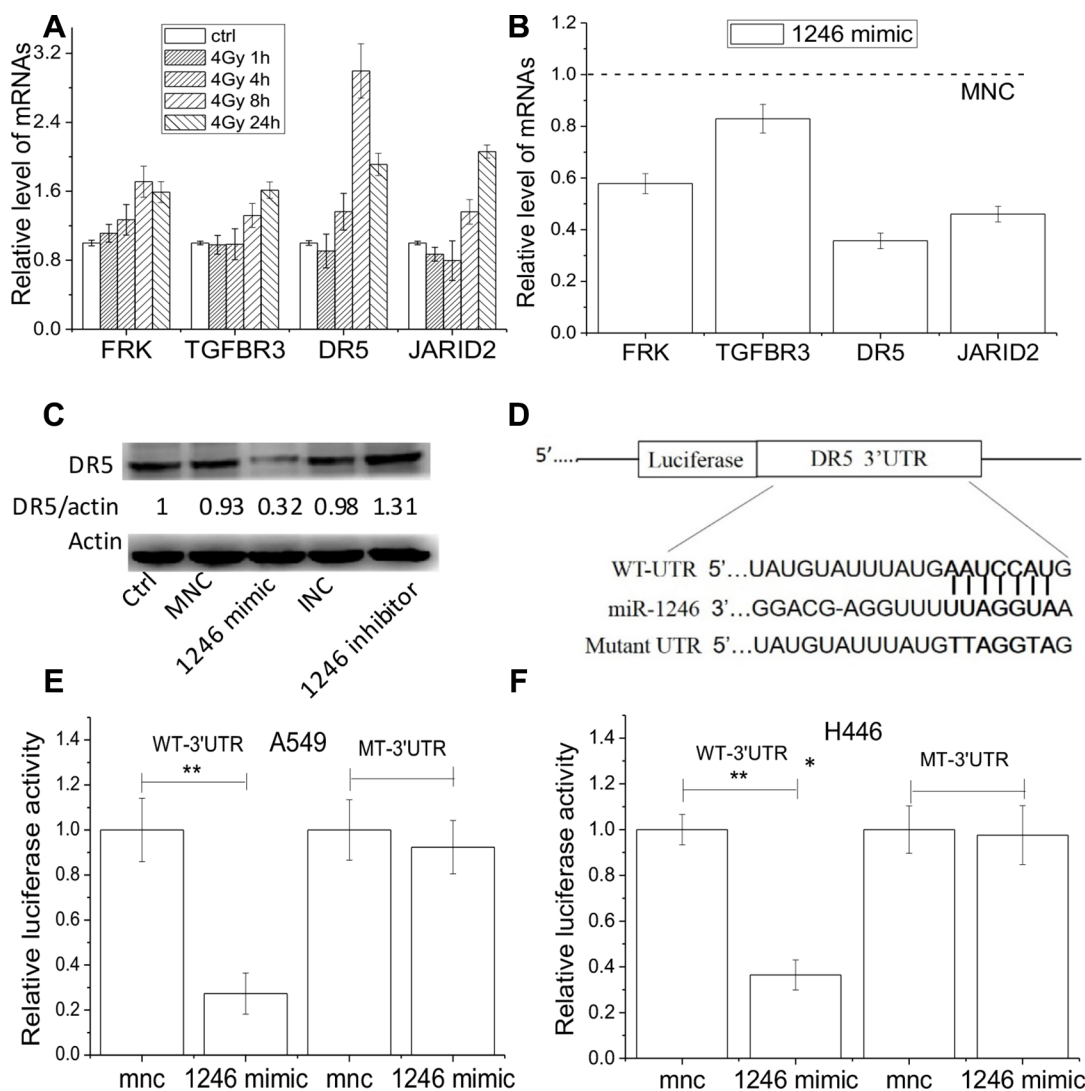 A
ctrl
4Gy 1h
4Gy 4h
4Gy 8h
4Gy 24h
Relative level of mRNAs
3.2
2.4
1.6
0.8
0.0
FRK TGFBR3 DR5 JARID2
B
1246 mimic
MNC
Relative level of mRNAs
1.2
1.0
0.8
0.6
0.4
0.2
0.0
FRK TGFBR3 DR5 JARID2
C
DR5
DR5/actin 1 0.93 0.32 0.98 1.31
Actin
Ctrl
MNC
1246 mimic
INC
1246 inhibitor
D
5’..... Luciferase DR5 3’UTR
WT-UTR 5’...UAUGUAUUUAUGAAUCCAUG
miR-1246 3’...GGACG-AGGUUUUUAGGUAA
Mutant UTR 5’...UAUGUAUUUAUGTTAGGTAG
E
A549
WT-3'UTR
**
MT-3'UTR
Relative luciferase activity
1.4
1.2
1.0
0.8
0.6
0.4
0.2
0.0
mnc 1246 mimic mnc 1246 mimic
F
H446
WT-3'UTR
** *
MT-3'UTR
Relative luciferase activity
1.4
1.2
1.0
0.8
0.6
0.4
0.2
0.0
mnc 1246 mimic mnc 1246 mimic